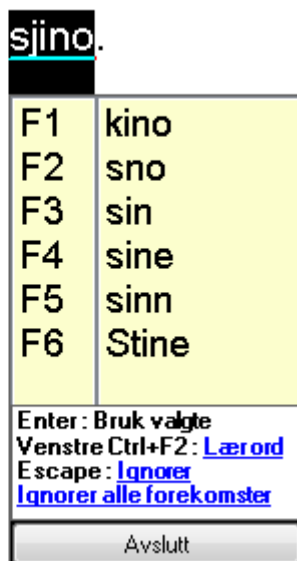 sjino.
F1 kino
F2 sno
F3 sin
F4 sine
F5 sinn
F6 Stine
Enter : Bruk valgte
Venstre Ctrl+F2 : Lær ord
Escape : Ignorer
Ignorer alle forekomster
Avslutt